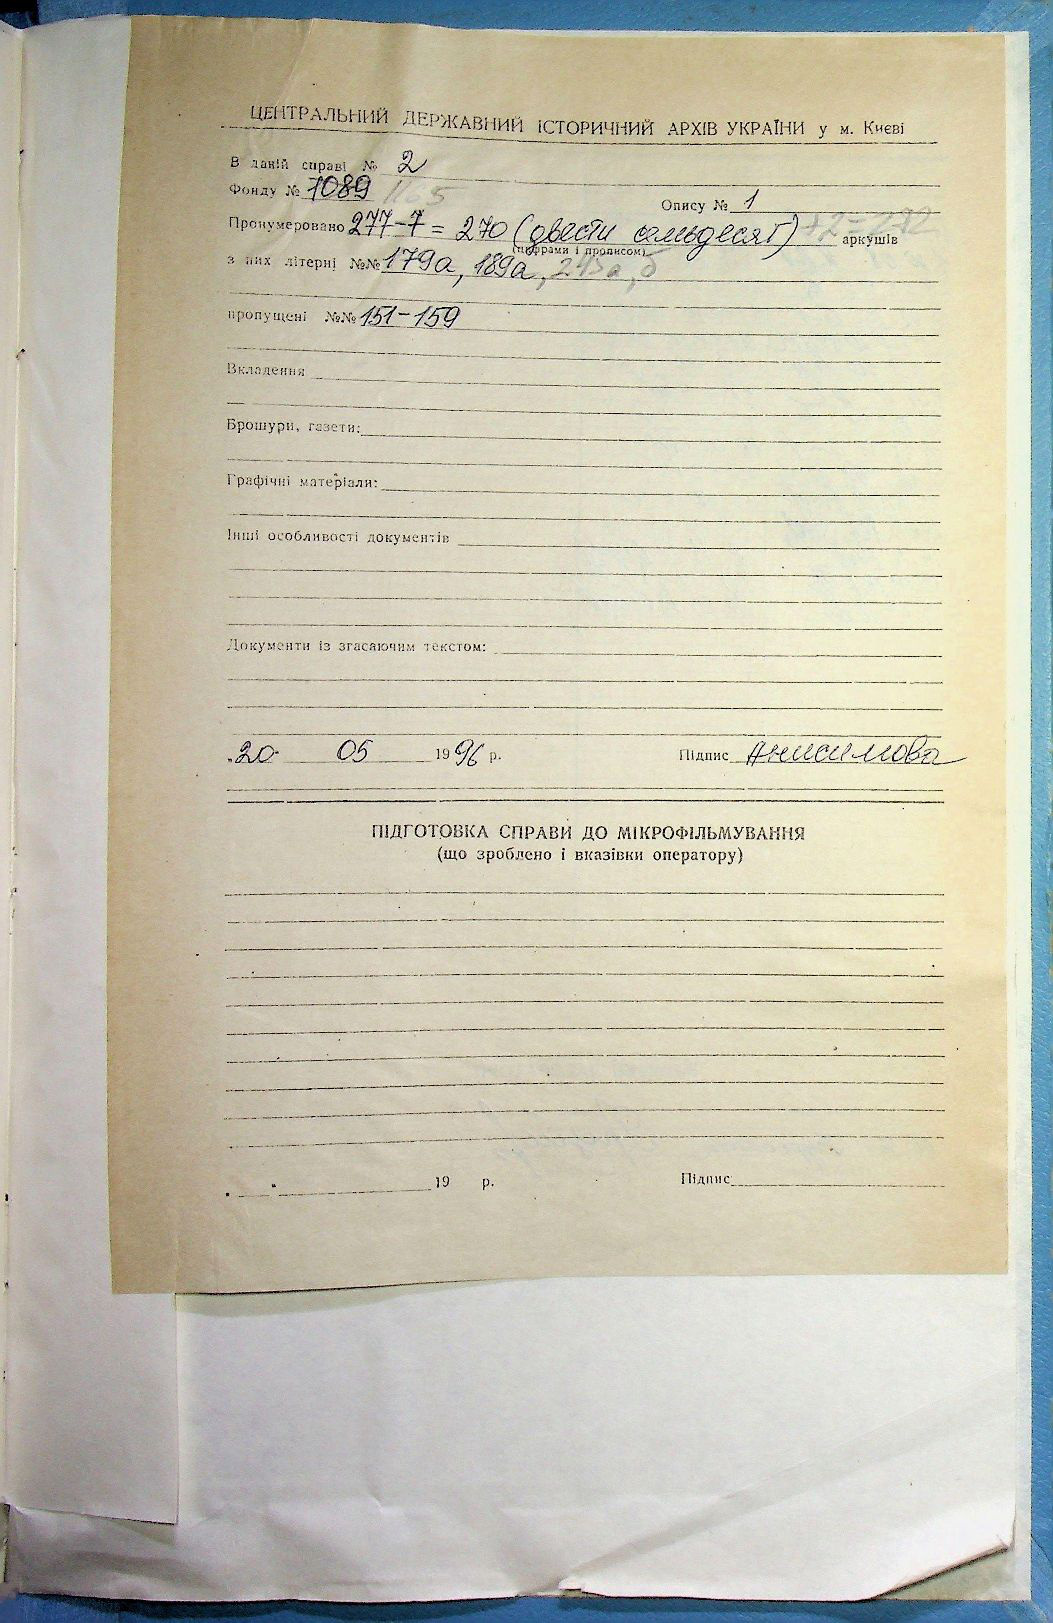 ЦЕНТРАЛЬНИЙ ДЕРЖАВНИЙ ІСТОРИЧНИЙ АРХІВ УКРАЇНИ у м. Києві
В даній справі № 2
Фонду № 1089 1165
Опису № 1
Пронумеровано 277-7 = 270 (двести семьдесят) +2=272 аркушів
(цифрами і прописом)
з них літерні №№ 179а, 189а, 213а, б
пропущені №№ 151-159
Вкладення
Брошури, газети:
Графічні матеріали:
Інші особливості документів
Документи із згасаючим текстом:
20 05 1996 р. Підпис Анисимова
ПІДГОТОВКА СПРАВИ ДО МІКРОФІЛЬМУВАННЯ
(що зроблено і вказівки оператору)
19 р. Підпис